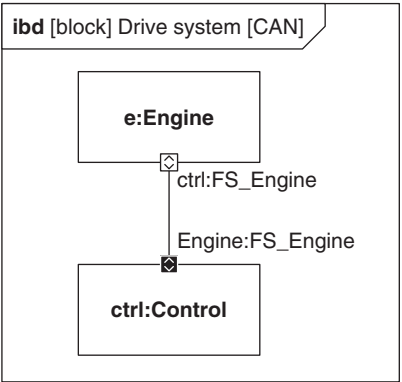 ibd [block] Drive system [CAN]
e:Engine
ctrl:FS_Engine
Engine:FS_Engine
ctrl:Control